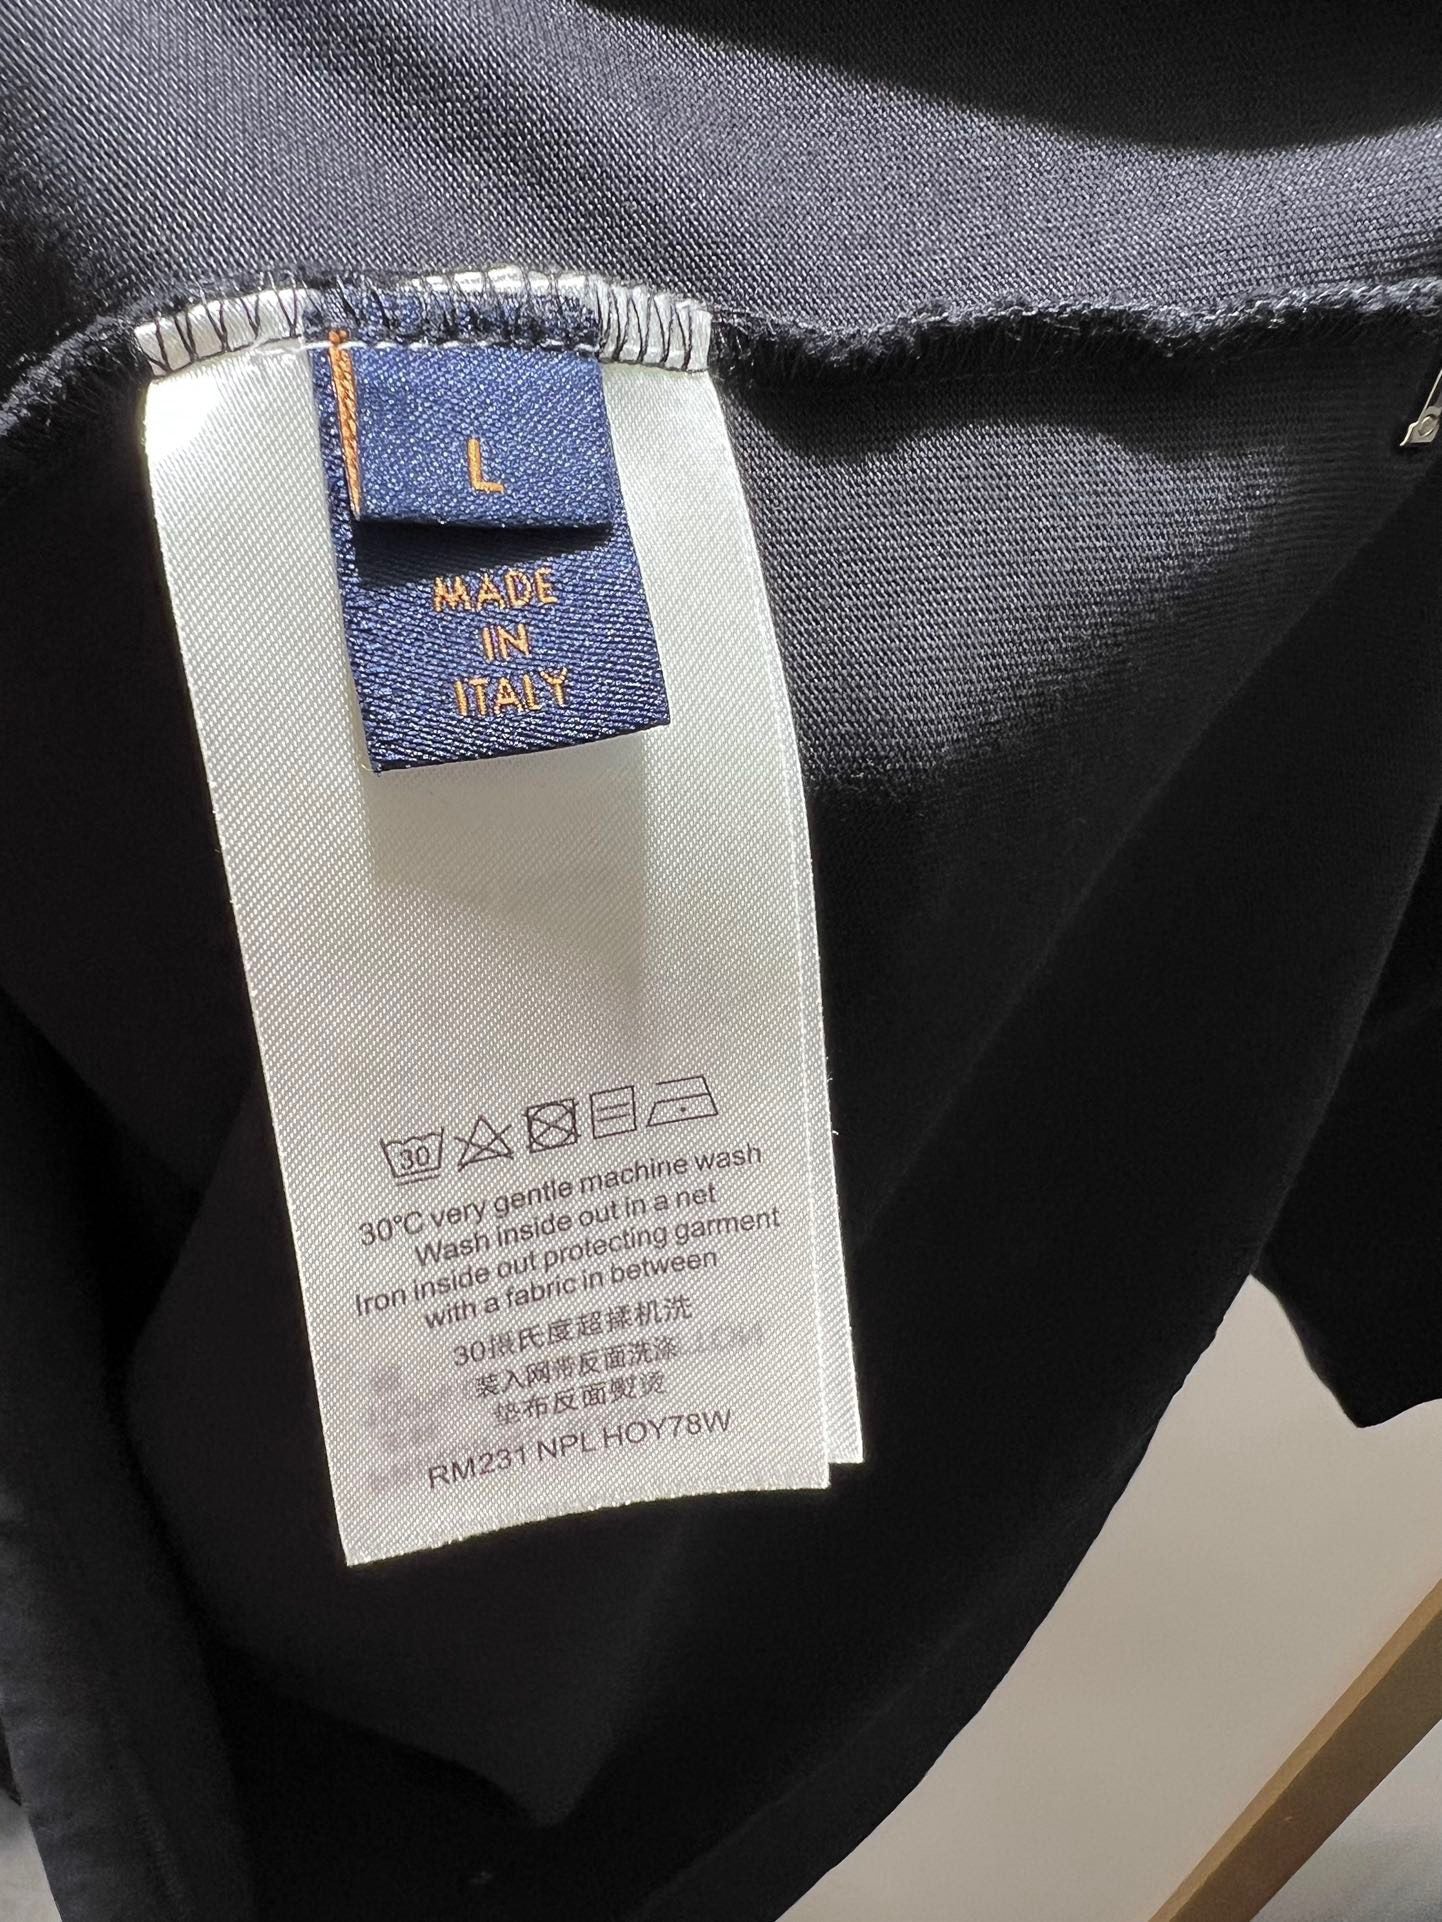 L
MADE
IN
ITALY
30
30°C very gentle machine wash
Wash inside out in a net
Iron inside out protecting garment
with a fabric in between
30摄氏度超揉机洗
装入网带反面洗涤
垫布反面熨烫
RM231 NPL HOY78W